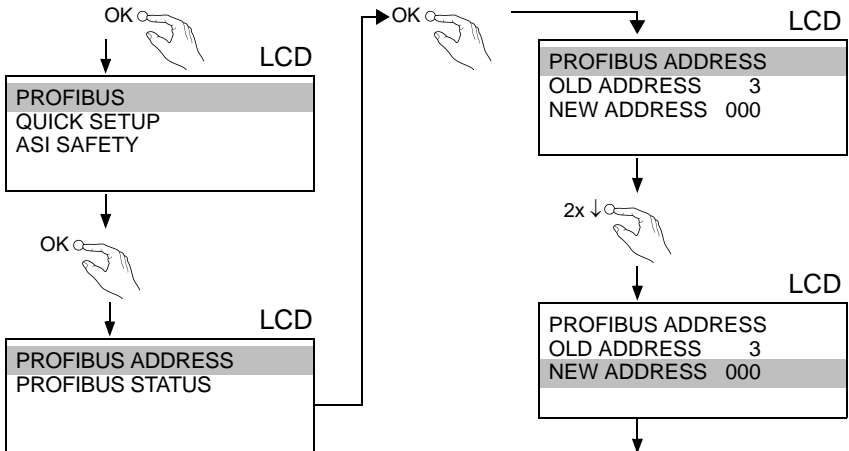 OK
LCD
PROFIBUS
QUICK SETUP
ASI SAFETY
OK
LCD
PROFIBUS ADDRESS
PROFIBUS STATUS
OK
LCD
PROFIBUS ADDRESS
OLD ADDRESS 3
NEW ADDRESS 000
2x ↓
LCD
PROFIBUS ADDRESS
OLD ADDRESS 3
NEW ADDRESS 000